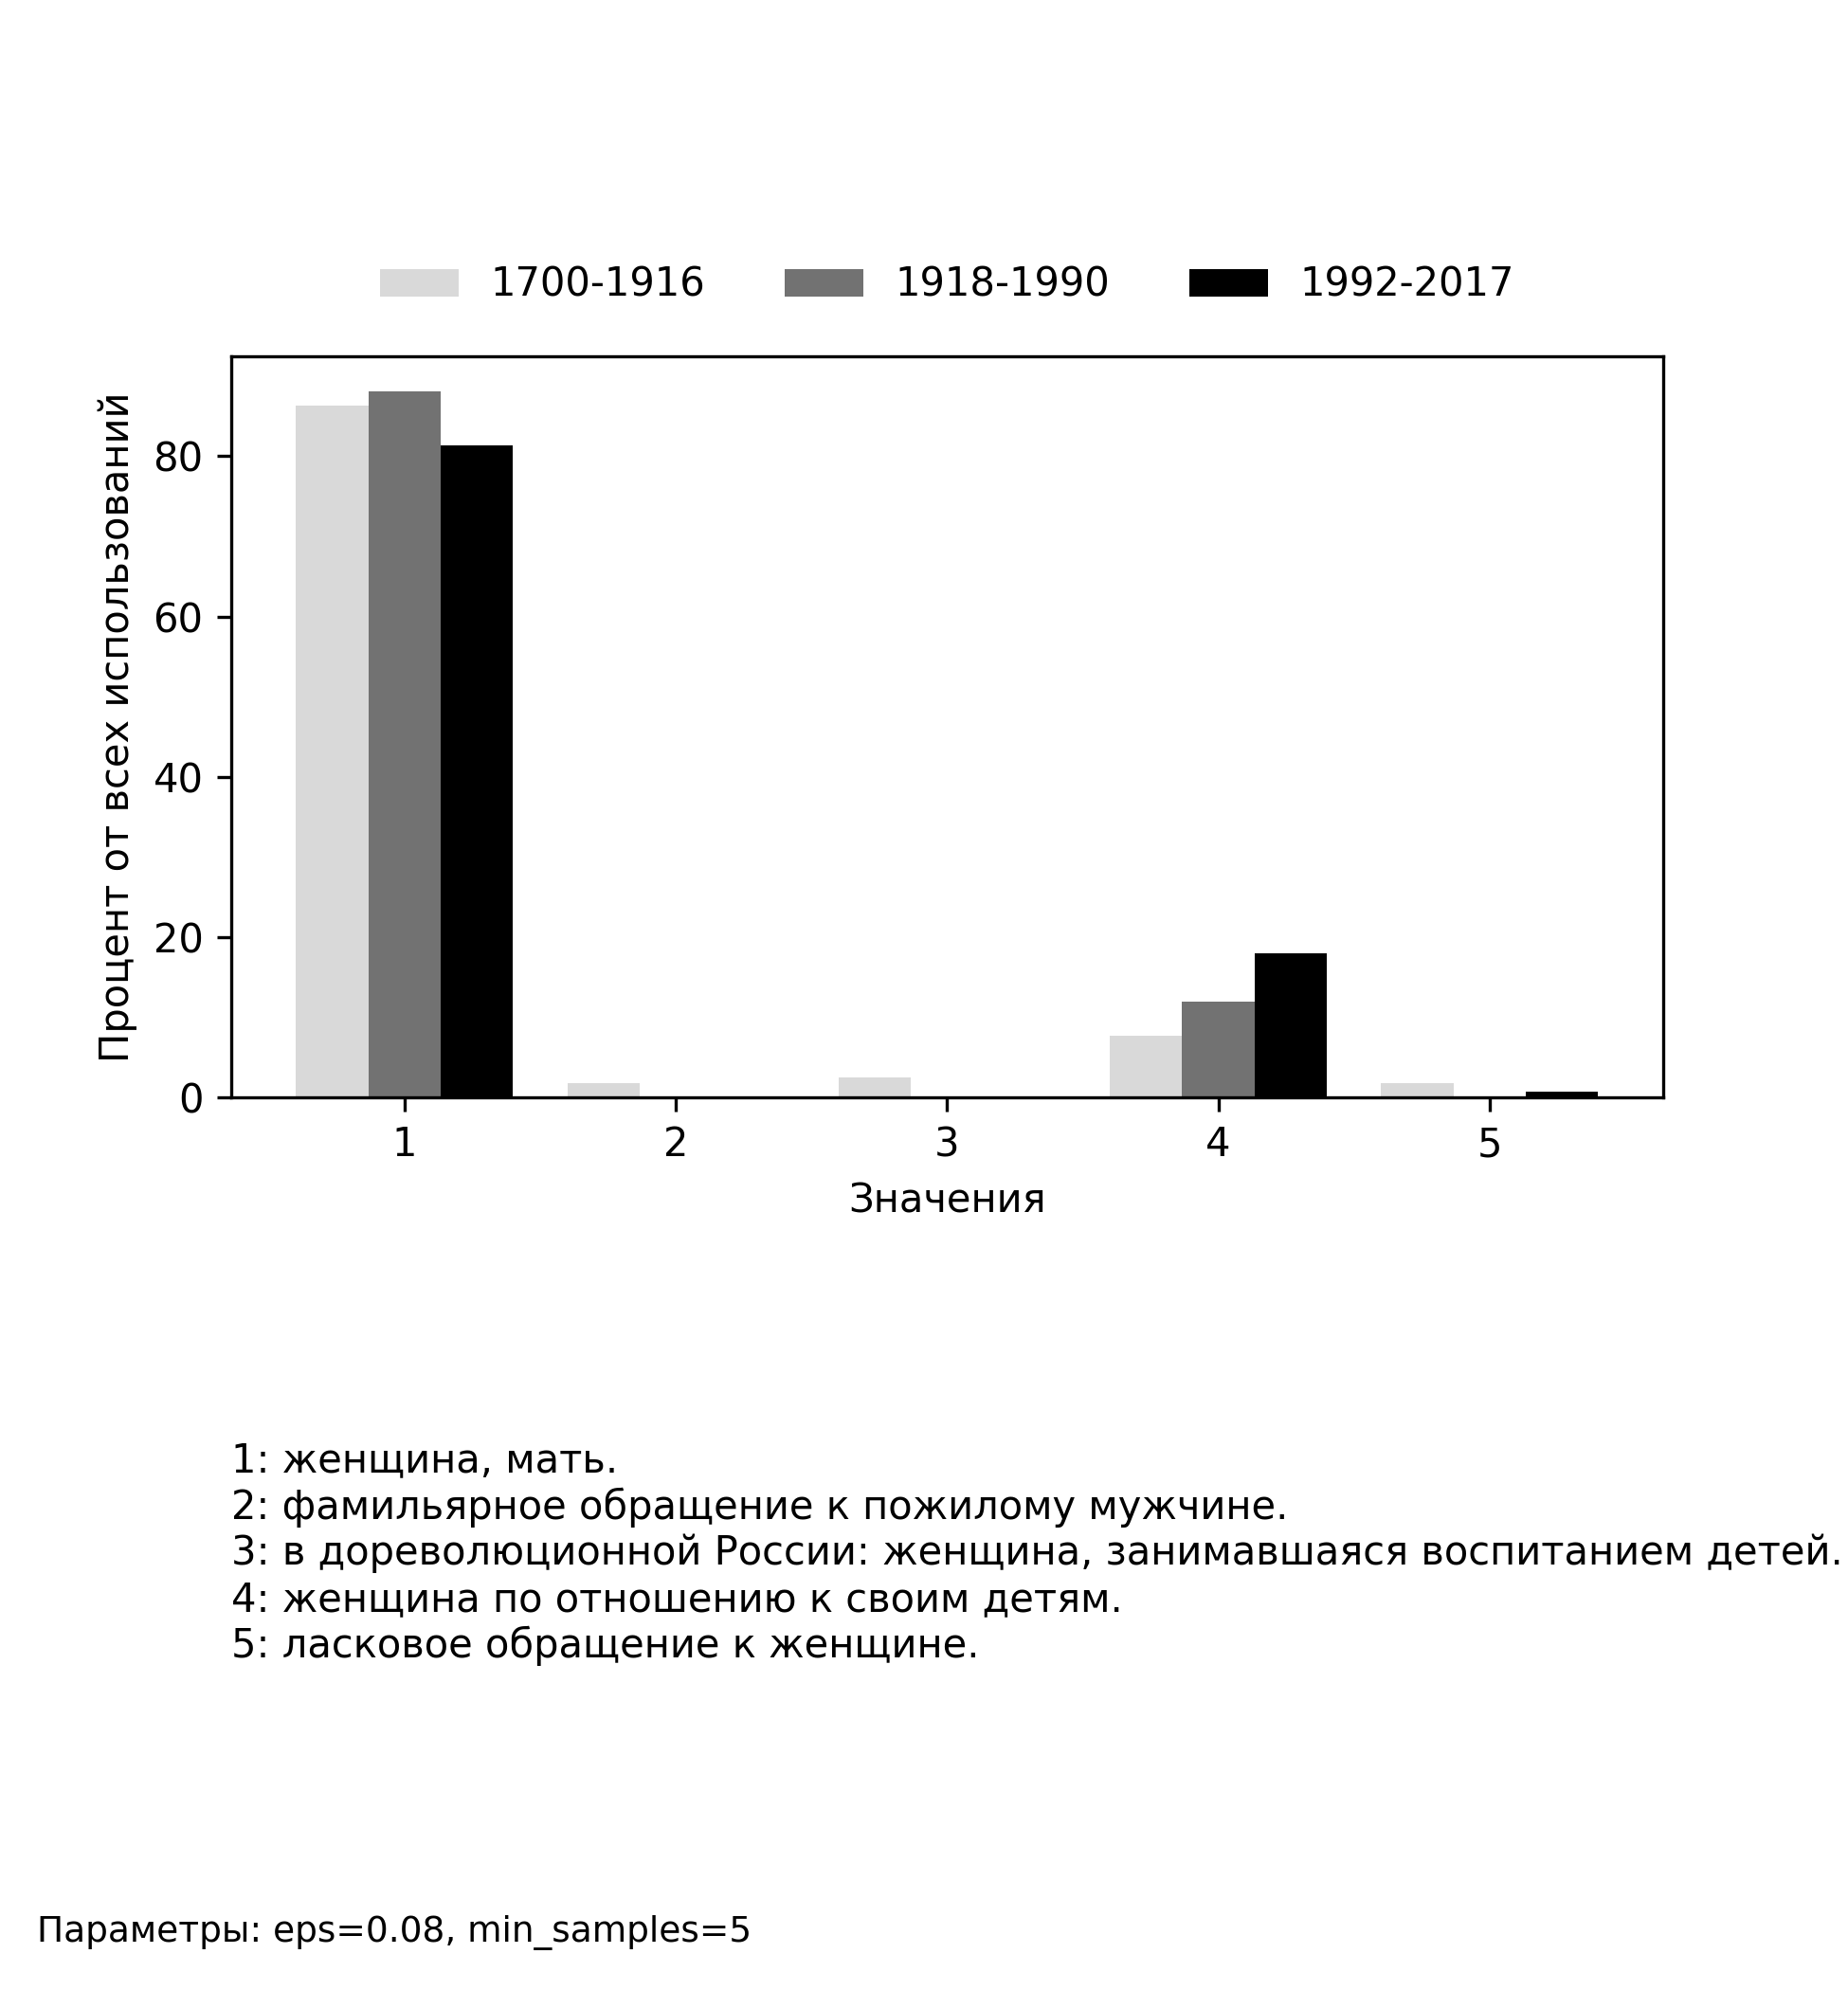 1700-1916 1918-1990 1992-2017
Процент от всех использований
80
60
40
20
0
1 2 3 4 5
Значения
1: женщина, мать.
2: фамильярное обращение к пожилому мужчине.
3: в дореволюционной России: женщина, занимавшаяся воспитанием детей.
4: женщина по отношению к своим детям.
5: ласковое обращение к женщине.
Параметры: eps=0.08, min_samples=5